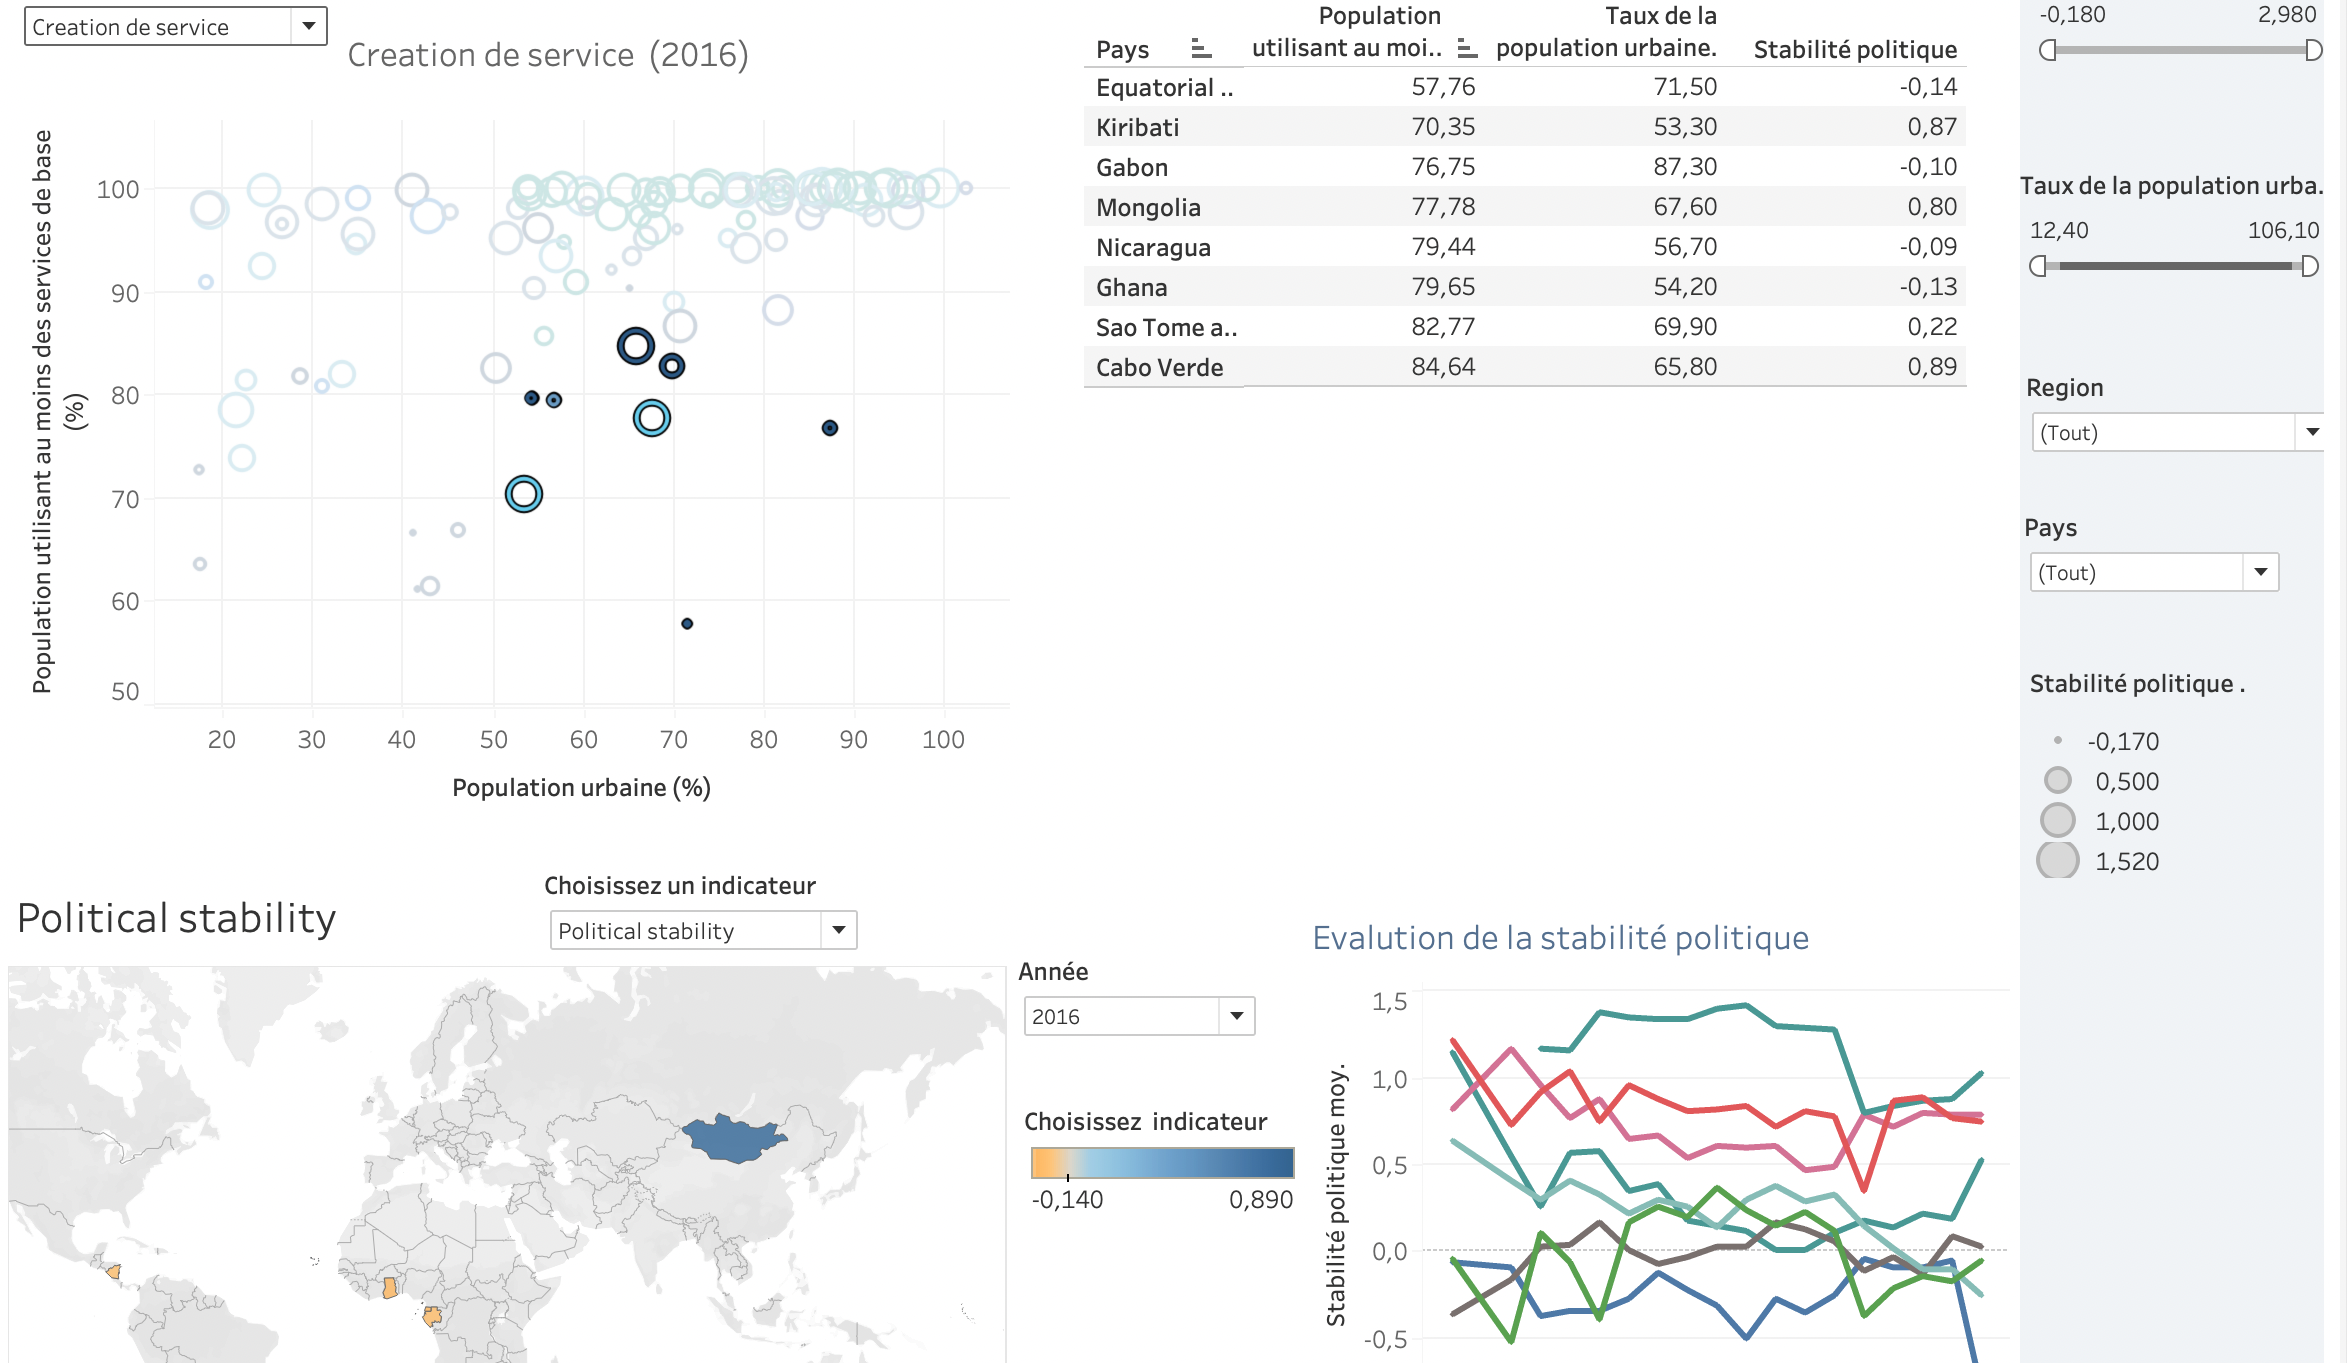 Creation de service
Creation de service (2016)
Population utilisant au moins des services de base
(%)
100
90
80
70
60
50
20 30 40 50 60 70 80 90 100
Population urbaine (%)
Pays Population utilisant au moi.. Taux de la population urbaine. Stabilité politique
Equatorial .. 57,76 71,50 -0,14
Kiribati 70,35 53,30 0,87
Gabon 76,75 87,30 -0,10
Mongolia 77,78 67,60 0,80
Nicaragua 79,44 56,70 -0,09
Ghana 79,65 54,20 -0,13
Sao Tome a.. 82,77 69,90 0,22
Cabo Verde 84,64 65,80 0,89
-0,180 2,980
Taux de la population urba.
12,40 106,10
Region
(Tout)
Pays
(Tout)
Stabilité politique .
-0,170
0,500
1,000
1,520
Political stability
Choisissez un indicateur
Political stability
Année
2016
Choisissez indicateur
-0,140 0,890
Evalution de la stabilité politique
Stabilité politique moy.
1,5
1,0
0,5
0,0
-0,5